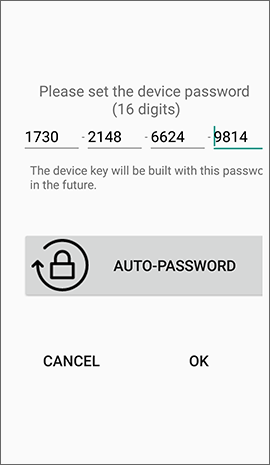 Please set the device password
(16 digits)
1730 - 2148 - 6624 - 9814
The device key will be built with this passwo
in the future.
AUTO-PASSWORD
CANCEL OK